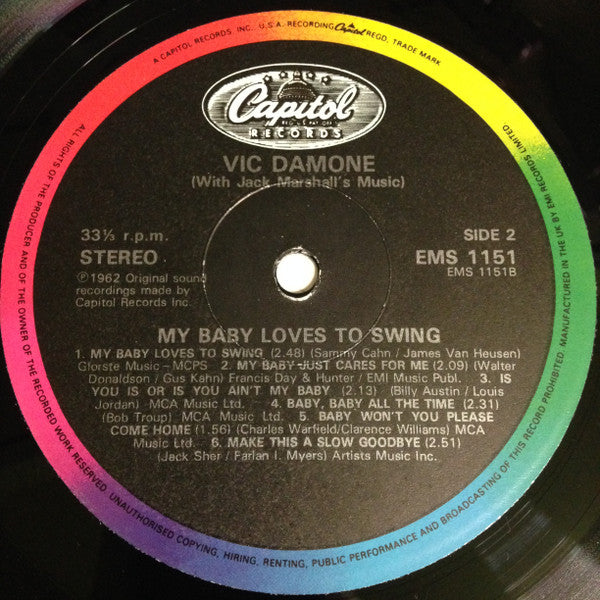 A CAPITOL RECORDS, INC., U.S.A. RECORDING Capitol REGD. TRADE MARK
Capitol
RECORDS
VIC DAMONE
(With Jack Marshall's Music)
33⅓ r.p.m.
SIDE 2
STEREO
EMS 1151
EMS 1151B
℗1962 Original sound
recordings made by
Capitol Records Inc.
MY BABY LOVES TO SWING
1. MY BABY LOVES TO SWING (2.48) (Sammy Cahn / James Van Heusen)
Glorste Music – MCPS 2. MY BABY JUST CARES FOR ME (2.09) (Walter
Donaldson / Gus Kahn) Francis Day & Hunter / EMI Music Publ. 3. IS
YOU IS OR IS YOU AIN'T MY BABY (2.13) (Billy Austin / Louis
Jordan) MCA Music Ltd. 4. BABY, BABY ALL THE TIME (2.31)
(Bob Troup) MCA Music Ltd. 5. BABY WON'T YOU PLEASE
COME HOME (1.56) (Charles Warfield/Clarence Williams) MCA
Music Ltd. 6. MAKE THIS A SLOW GOODBYE (2.51)
(Jack Sher / Farlan I. Myers) Artists Music Inc.
ALL RIGHTS OF THE PRODUCER AND OF THE OWNER OF THE RECORDED WORK RESERVED. UNAUTHORISED COPYING, HIRING, RENTING, PUBLIC PERFORMANCE AND BROADCASTING OF THIS RECORD PROHIBITED. MANUFACTURED IN THE UK BY EMI RECORDS LIMITED.